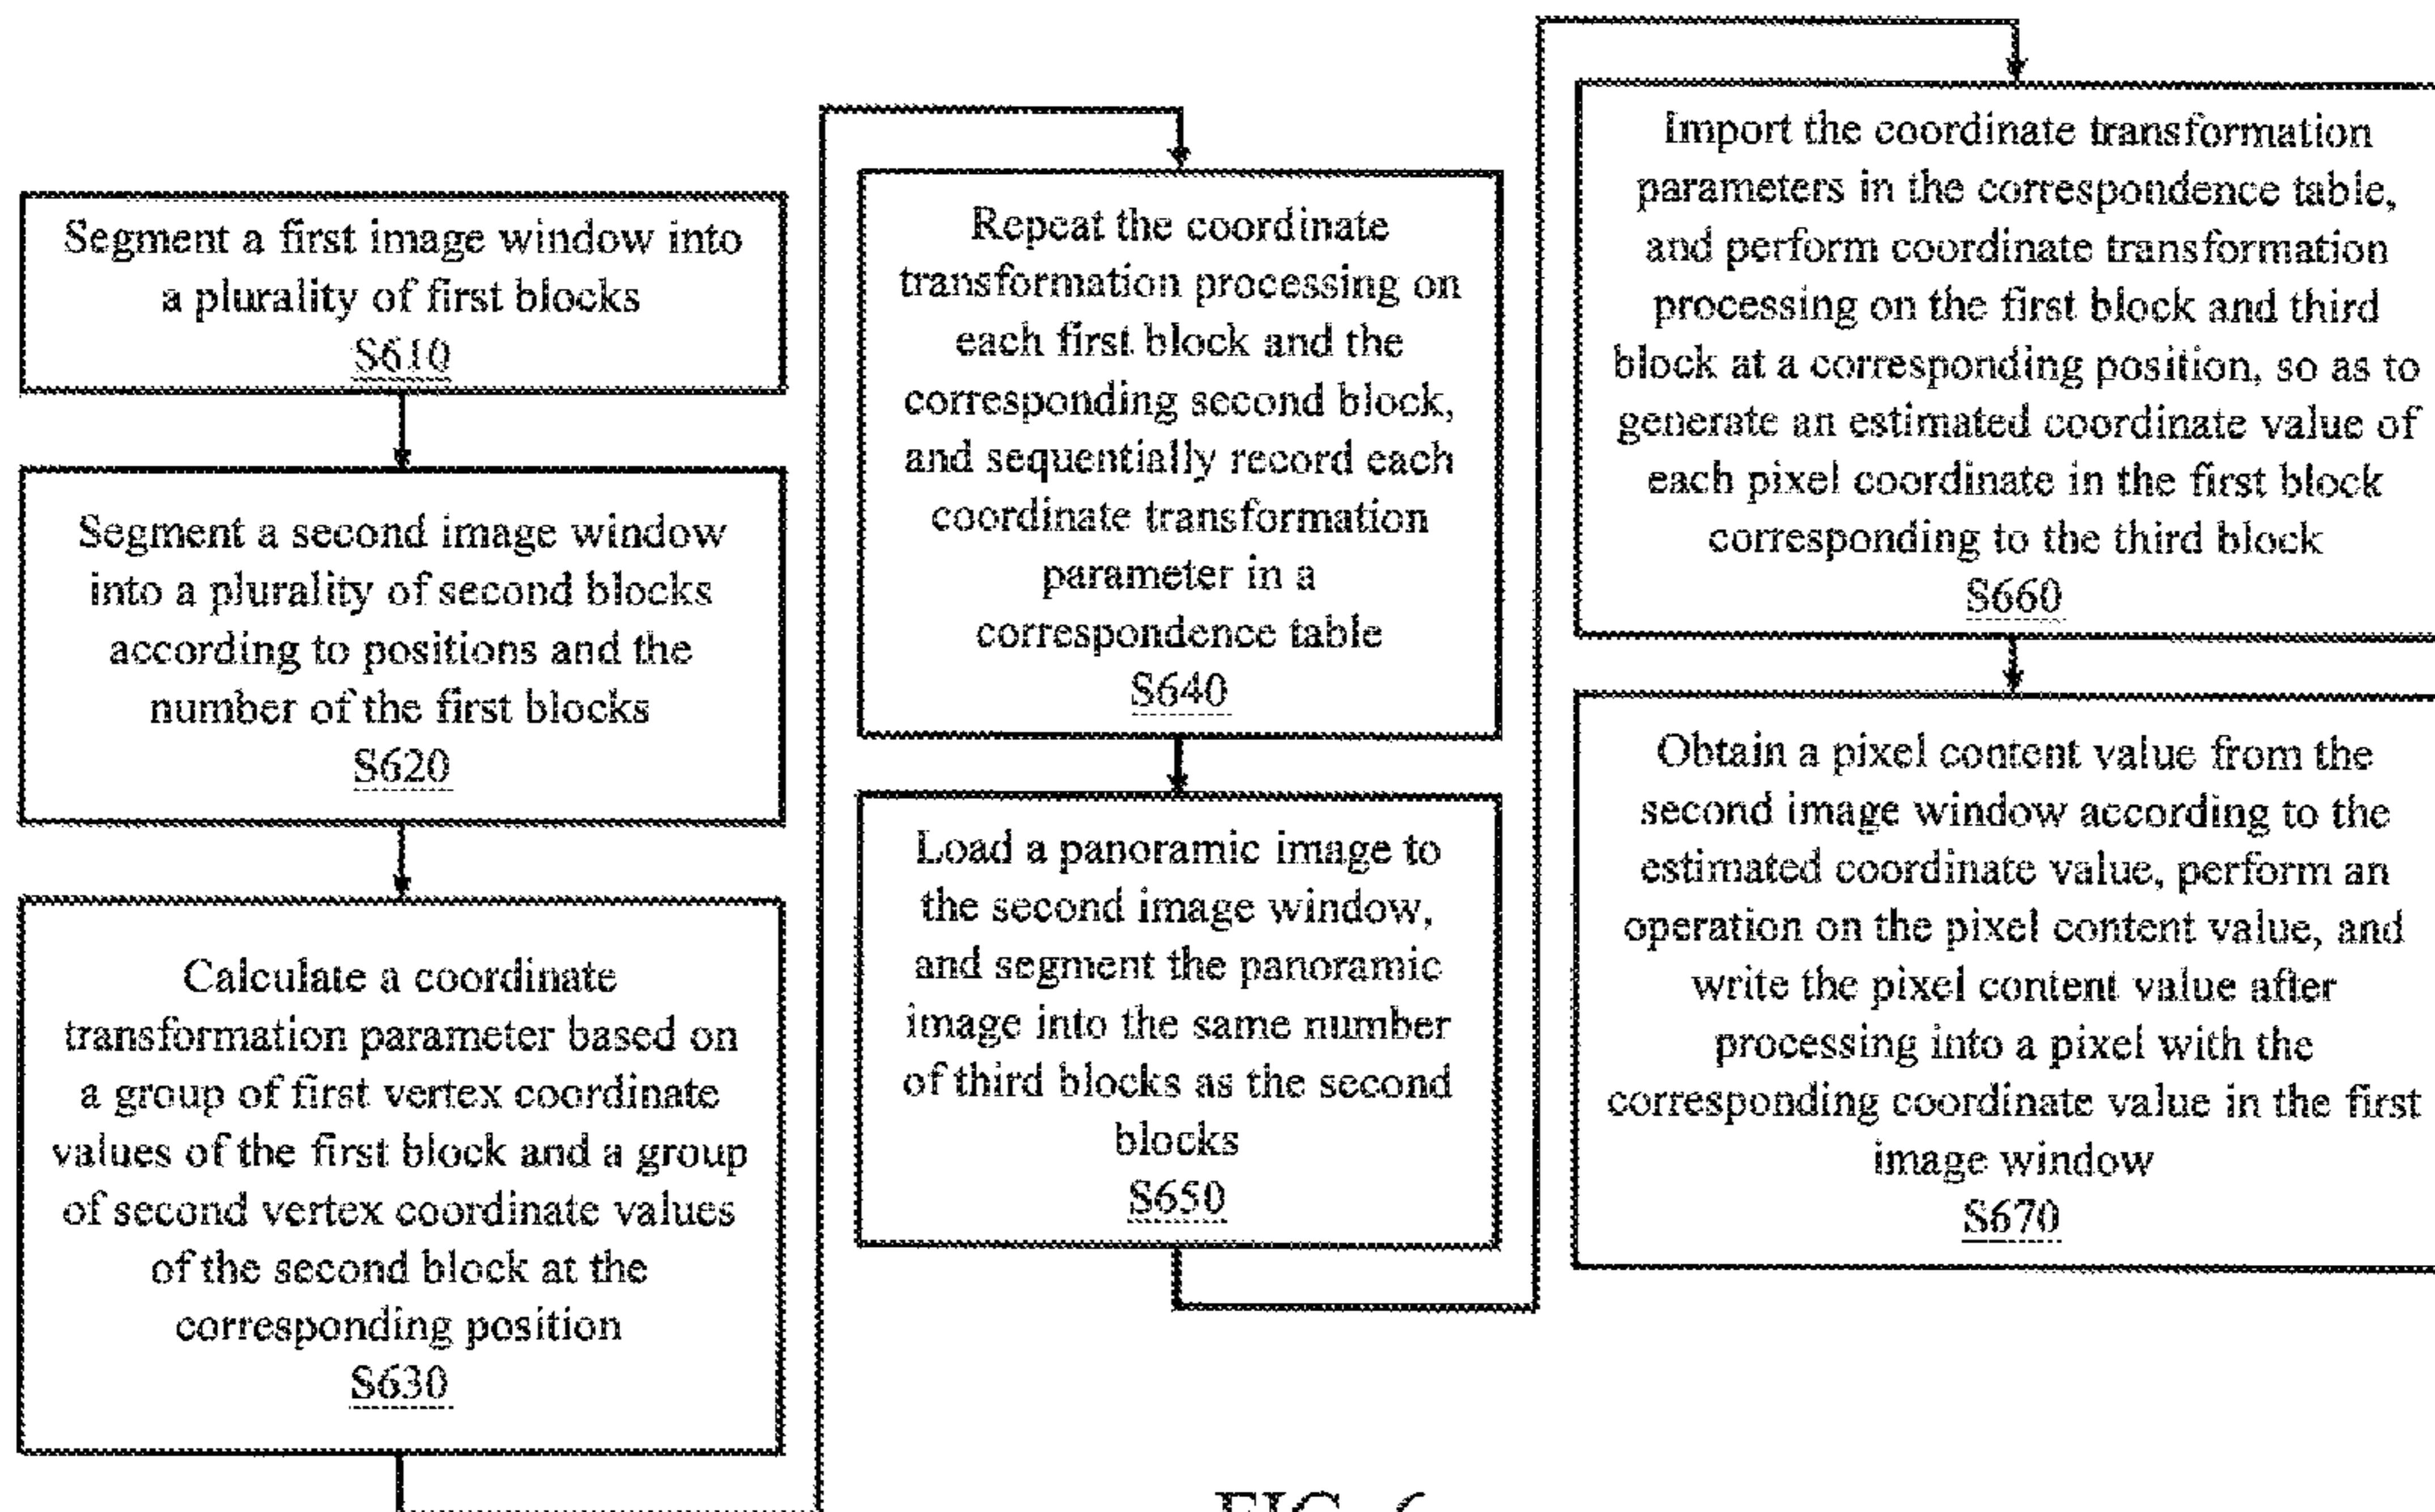 Segment a first image window into
a plurality of first blocks
S610
Segment a second image window
into a plurality of second blocks
according to positions and the
number of the first blocks
S620
Calculate a coordinate
transformation parameter based on
a group of first vertex coordinate
values of the first block and a group
of second vertex coordinate values
of the second block at the
corresponding position
S630
Repeat the coordinate
transformation processing on
each first block and the
corresponding second block,
and sequentially record each
coordinate transformation
parameter in a
correspondence table
S640
Load a panoramic image to
the second image window,
and segment the panoramic
image into the same number
of third blocks as the second
blocks
S650
Import the coordinate transformation
parameters in the correspondence table,
and perform coordinate transformation
processing on the first block and third
block at a corresponding position, so as to
generate an estimated coordinate value of
each pixel coordinate in the first block
corresponding to the third block
S660
Obtain a pixel content value from the
second image window according to the
estimated coordinate value, perform an
operation on the pixel content value, and
write the pixel content value after
processing into a pixel with the
corresponding coordinate value in the first
image window
S670
FIG. 6